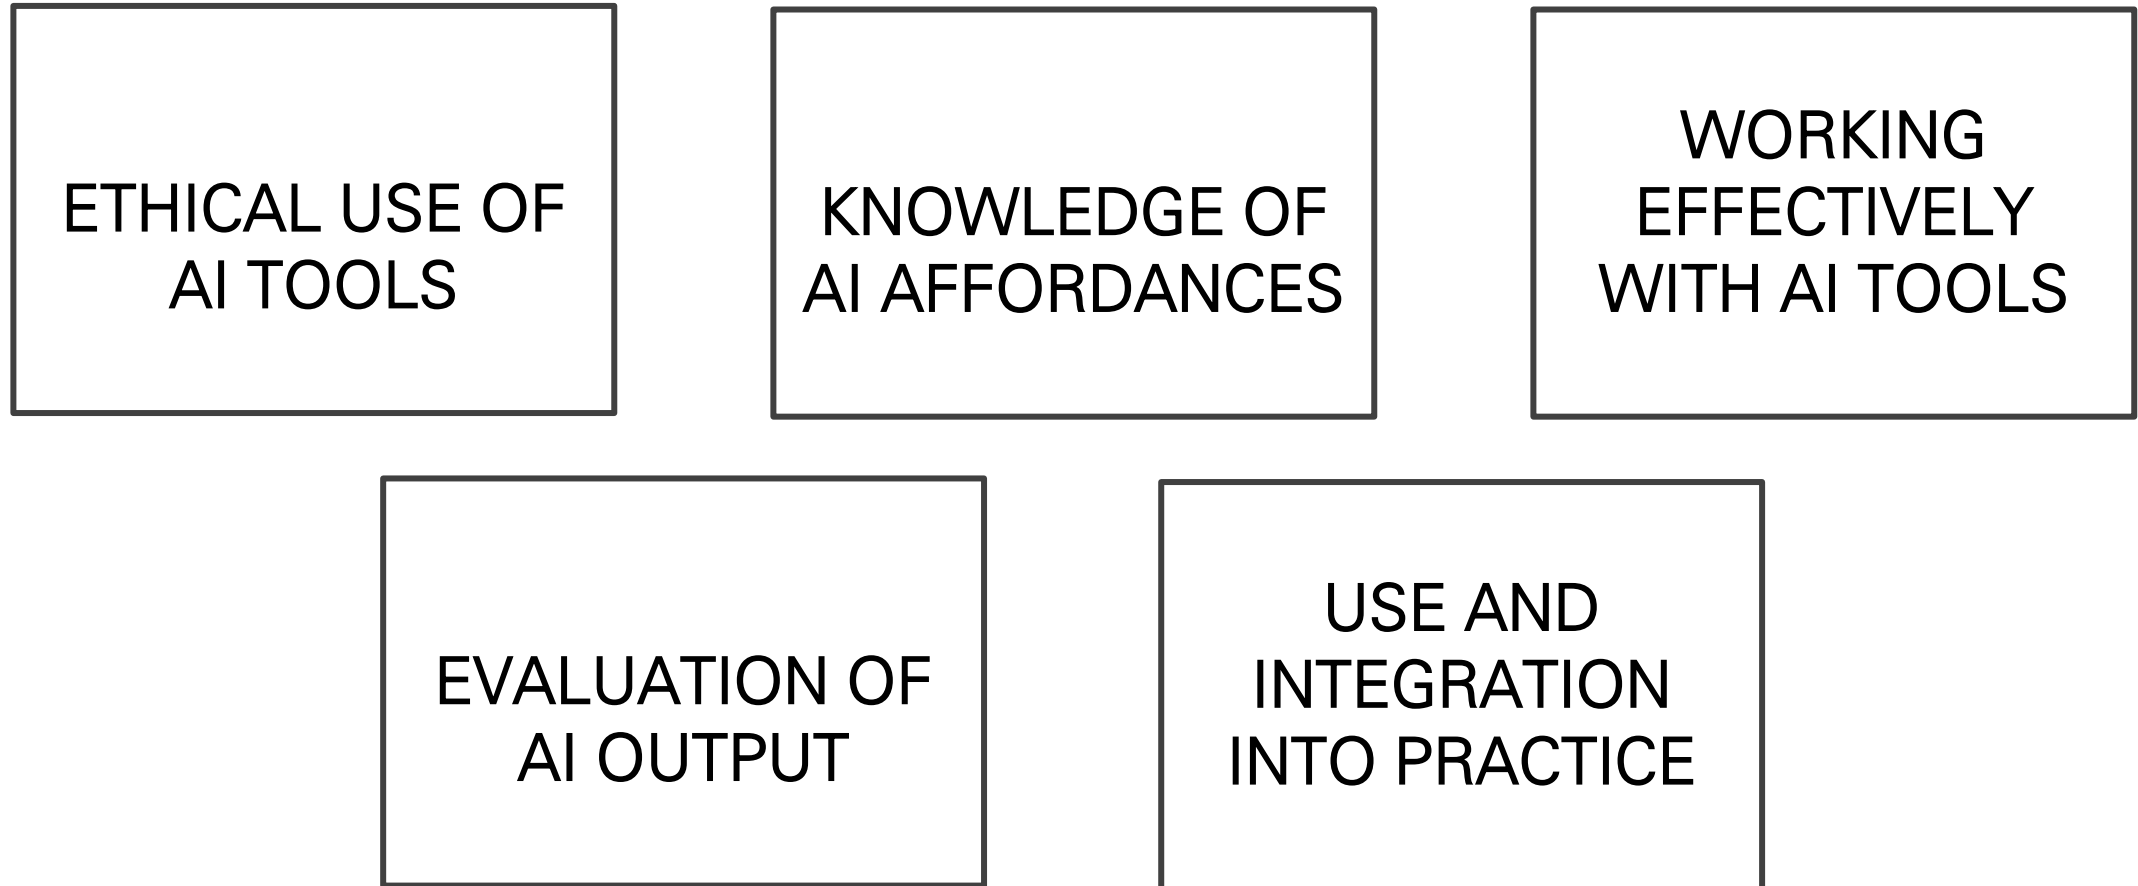 ETHICAL USE OF
AI TOOLS
KNOWLEDGE OF
AI AFFORDANCES
WORKING
EFFECTIVELY
WITH AI TOOLS
EVALUATION OF
AI OUTPUT
USE AND
INTEGRATION
INTO PRACTICE